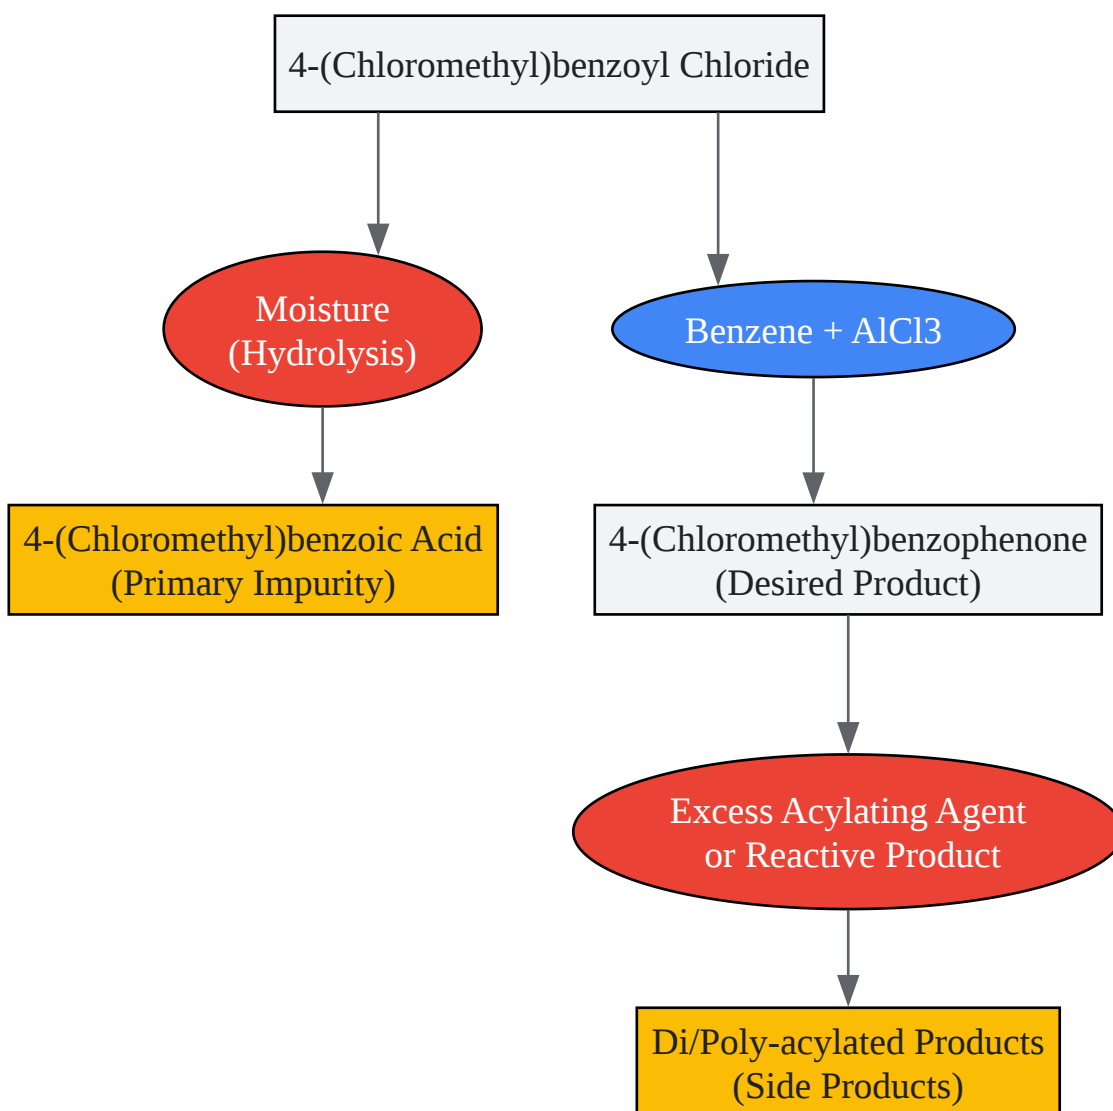 4-(Chloromethyl)benzoyl Chloride
Moisture
(Hydrolysis)
Benzene + AlCl3
4-(Chloromethyl)benzoic Acid
(Primary Impurity)
4-(Chloromethyl)benzophenone
(Desired Product)
Excess Acylating Agent
or Reactive Product
Di/Poly-acylated Products
(Side Products)